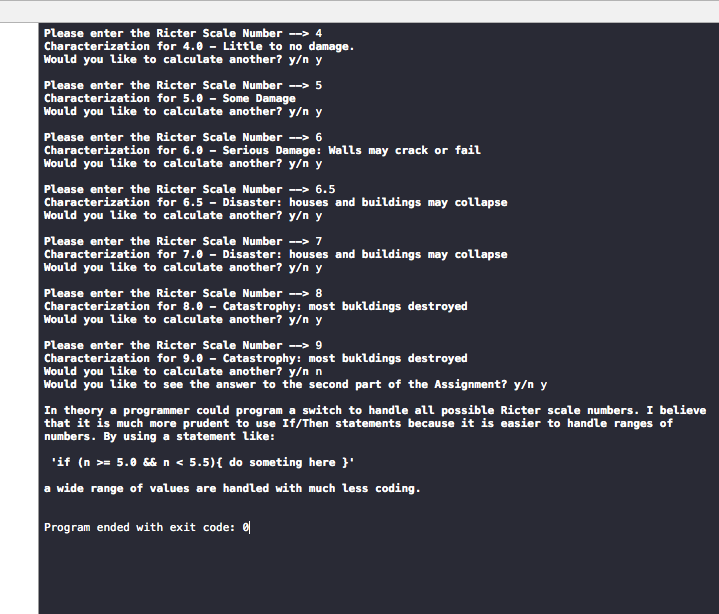 Please enter the Ricter Scale Number --> 4
Characterization for 4.0 - Little to no damage.
Would you like to calculate another? y/n y
Please enter the Ricter Scale Number --> 5
Characterization for 5.0 - Some Damage
Would you like to calculate another? y/n y
Please enter the Ricter Scale Number --> 6
Characterization for 6.0 - Serious Damage: Walls may crack or fail
Would you like to calculate another? y/n y
Please enter the Ricter Scale Number --> 6.5
Characterization for 6.5 - Disaster: houses and buildings may collapse
Would you like to calculate another? y/n y
Please enter the Ricter Scale Number --> 7
Characterization for 7.0 - Disaster: houses and buildings may collapse
Would you like to calculate another? y/n y
Please enter the Ricter Scale Number --> 8
Characterization for 8.0 - Catastrophy: most bukldings destroyed
Would you like to calculate another? y/n y
Please enter the Ricter Scale Number --> 9
Characterization for 9.0 - Catastrophy: most bukldings destroyed
Would you like to calculate another? y/n n
Would you like to see the answer to the second part of the Assignment? y/n y
In theory a programmer could program a switch to handle all possible Ricter scale numbers. I believe
that it is much more prudent to use If/Then statements because it is easier to handle ranges of
numbers. By using a statement like:
'if (n >= 5.0 && n < 5.5){ do someting here }'
a wide range of values are handled with much less coding.
Program ended with exit code: 0